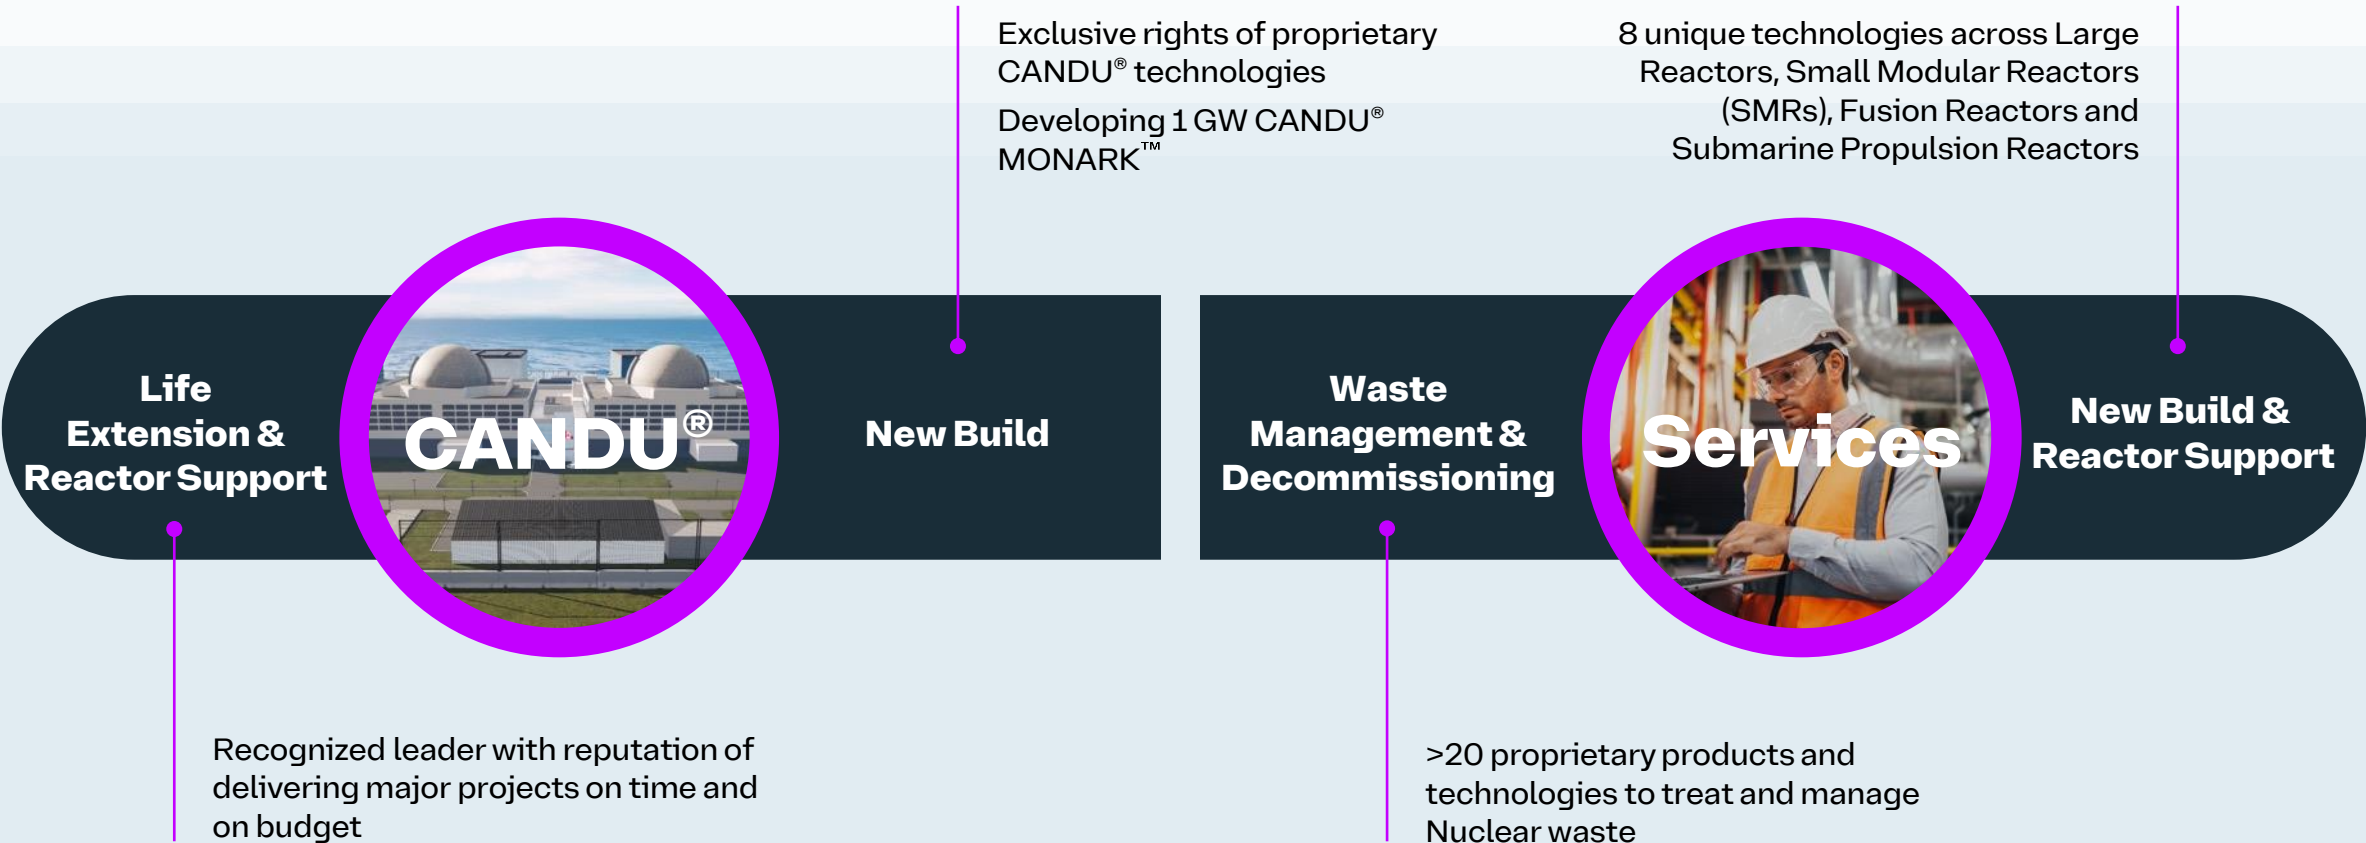 Exclusive rights of proprietary
CANDU® technologies
Developing 1 GW CANDU®
MONARK™
8 unique technologies across Large
Reactors, Small Modular Reactors
(SMRs), Fusion Reactors and
Submarine Propulsion Reactors
Life
Extension &
Reactor Support
CANDU®
New Build
Waste
Management &
Decommissioning
Services
New Build &
Reactor Support
Recognized leader with reputation of
delivering major projects on time and
on budget
>20 proprietary products and
technologies to treat and manage
Nuclear waste